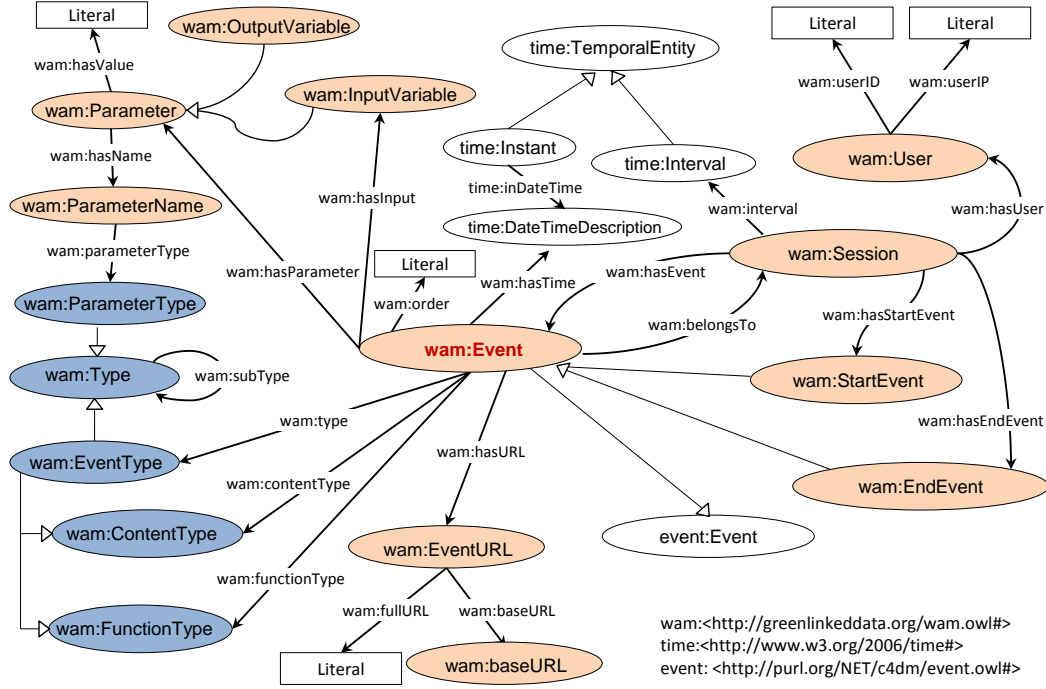 Literal
wam:OutputVariable
Literal
Literal
time:TemporalEntity
wam:hasValue
wam:userID
wam:userIP
wam:Parameter
wam:InputVariable
wam:hasName
time:Instant
time:Interval
wam:User
wam:hasInput
time:inDateTime
wam:ParameterName
wam:interval
wam:hasUser
time:DateTimeDescription
wam:parameterType
wam:Session
wam:hasParameter
Literal
wam:hasTime
wam:hasEvent
wam:ParameterType
wam:order
wam:hasStartEvent
wam:belongsTo
wam:Event
wam:Type
wam:subType
wam:StartEvent
wam:type
wam:hasEndEvent
wam:EventType
wam:hasURL
wam:contentType
wam:EndEvent
wam:ContentType
wam:EventURL
event:Event
wam:functionType
wam:fullURL
wam:baseURL
wam:FunctionType
Literal
wam:baseURL
wam:<http://greenlinkeddata.org/wam.owl#>
time:<http://www.w3.org/2006/time#>
event: <http://purl.org/NET/c4dm/event.owl#>